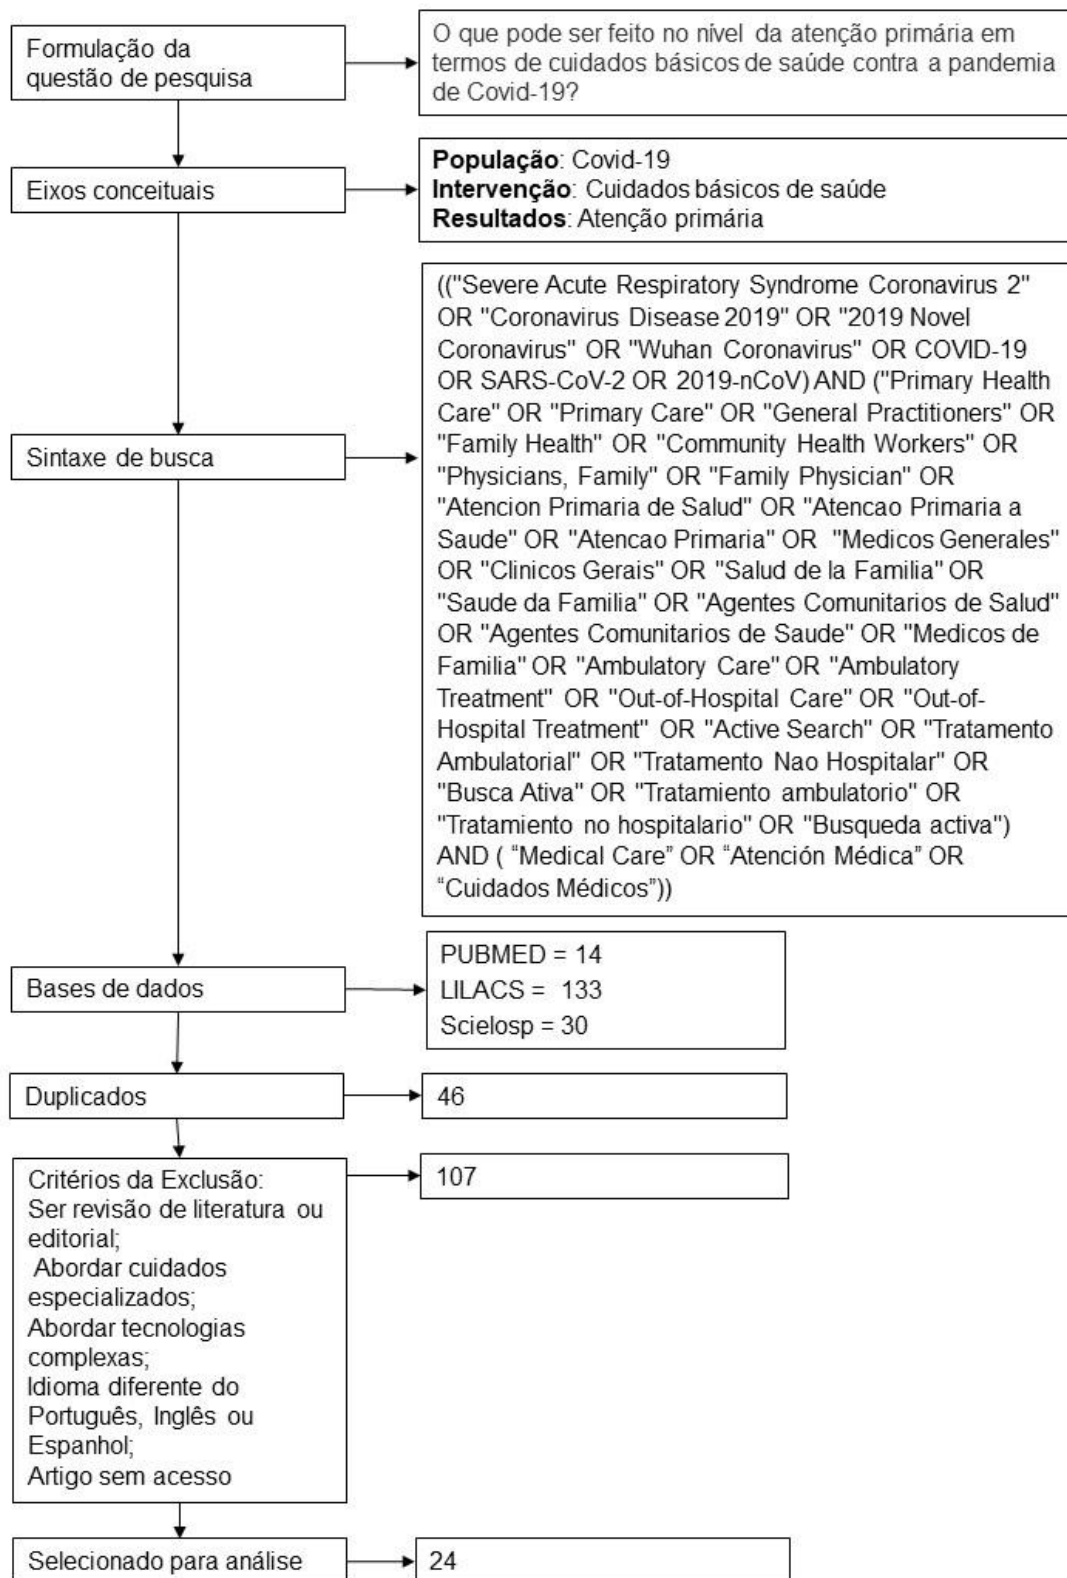 Formulação da
questão de pesquisa
O que pode ser feito no nível da atenção primária em
termos de cuidados básicos de saúde contra a pandemia
de Covid-19?
Eixos conceituais
População: Covid-19
Intervenção: Cuidados básicos de saúde
Resultados: Atenção primária
Sintaxe de busca
(("Severe Acute Respiratory Syndrome Coronavirus 2"
OR "Coronavirus Disease 2019" OR "2019 Novel
Coronavirus" OR "Wuhan Coronavirus" OR COVID-19
OR SARS-CoV-2 OR 2019-nCoV) AND ("Primary Health
Care" OR "Primary Care" OR "General Practitioners" OR
"Family Health" OR "Community Health Workers" OR
"Physicians, Family" OR "Family Physician" OR
"Atencion Primaria de Salud" OR "Atencao Primaria a
Saude" OR "Atencao Primaria" OR "Medicos Generales"
OR "Clinicos Gerais" OR "Salud de la Familia" OR
"Saude da Familia" OR "Agentes Comunitarios de Salud"
OR "Agentes Comunitarios de Saude" OR "Medicos de
Familia" OR "Ambulatory Care" OR "Ambulatory
Treatment" OR "Out-of-Hospital Care" OR "Out-of-
Hospital Treatment" OR "Active Search" OR "Tratamento
Ambulatorial" OR "Tratamento Nao Hospitalar" OR
"Busca Ativa" OR "Tratamiento ambulatorio" OR
"Tratamiento no hospitalario" OR "Busqueda activa")
AND ( “Medical Care” OR “Atención Médica” OR
“Cuidados Médicos”))
Bases de dados
PUBMED = 14
LILACS = 133
Scielosp = 30
Duplicados
46
Critérios da Exclusão:
Ser revisão de literatura ou
editorial;
Abordar cuidados
especializados;
Abordar tecnologias
complexas;
Idioma diferente do
Português, Inglês ou
Espanhol;
Artigo sem acesso
107
Selecionado para análise
24